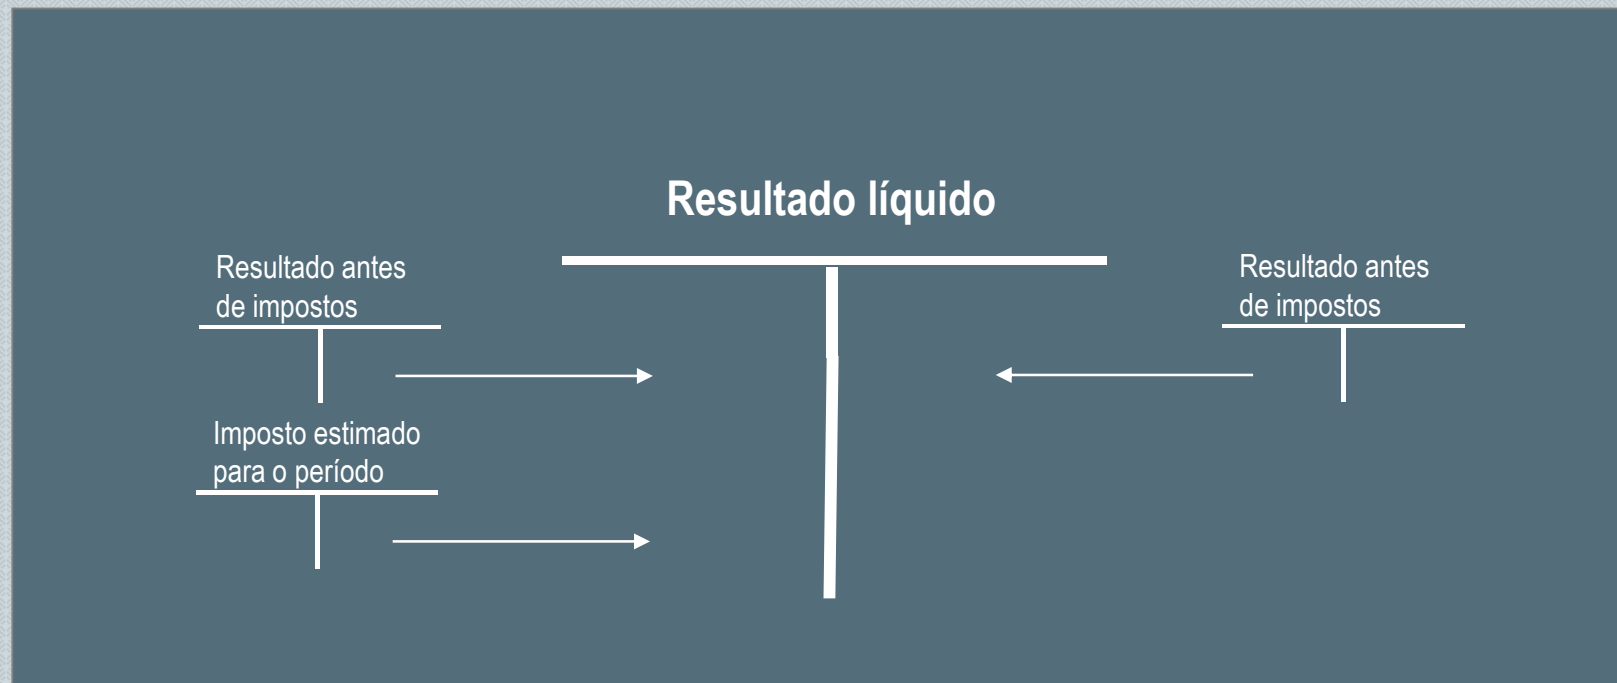 Resultado líquido
Resultado antes
de impostos
Imposto estimado
para o período
Resultado antes
de impostos